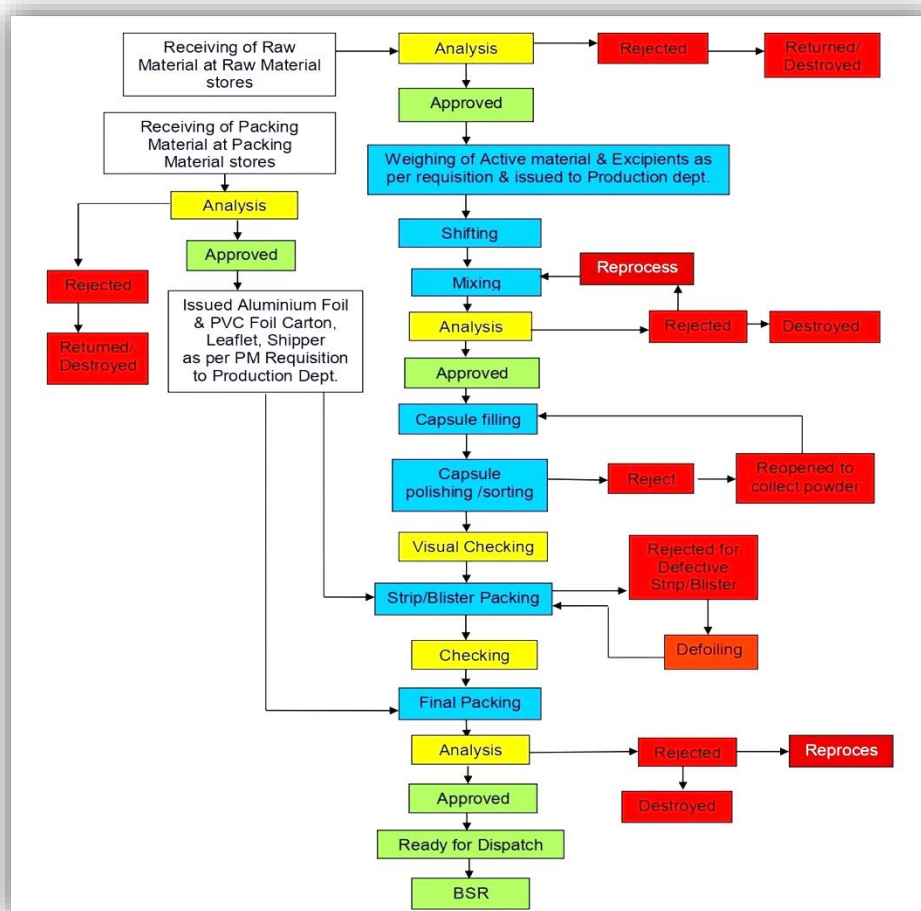 Receiving of Raw
Material at Raw Material
stores
Analysis
Rejected
Returned/
Destroyed
Approved
Receiving of Packing
Material at Packing
Material stores
Weighing of Active material & Excipients as
per requisition & issued to Production dept.
Analysis
Shifting
Approved
Reprocess
Rejected
Mixing
Issued Aluminium Foil
& PVC Foil Carton,
Leaflet, Shipper
as per PM Requisition
to Production Dept.
Analysis
Rejected
Destroyed
Returned/
Destroyed
Approved
Capsule filling
Capsule
polishing /sorting
Reject
Reopened to
collect powder
Visual Checking
Rejected for
Defective
Strip/Blister
Strip/Blister Packing
Checking
Defoiling
Final Packing
Analysis
Rejected
Reproces
Approved
Destroyed
Ready for Dispatch
BSR